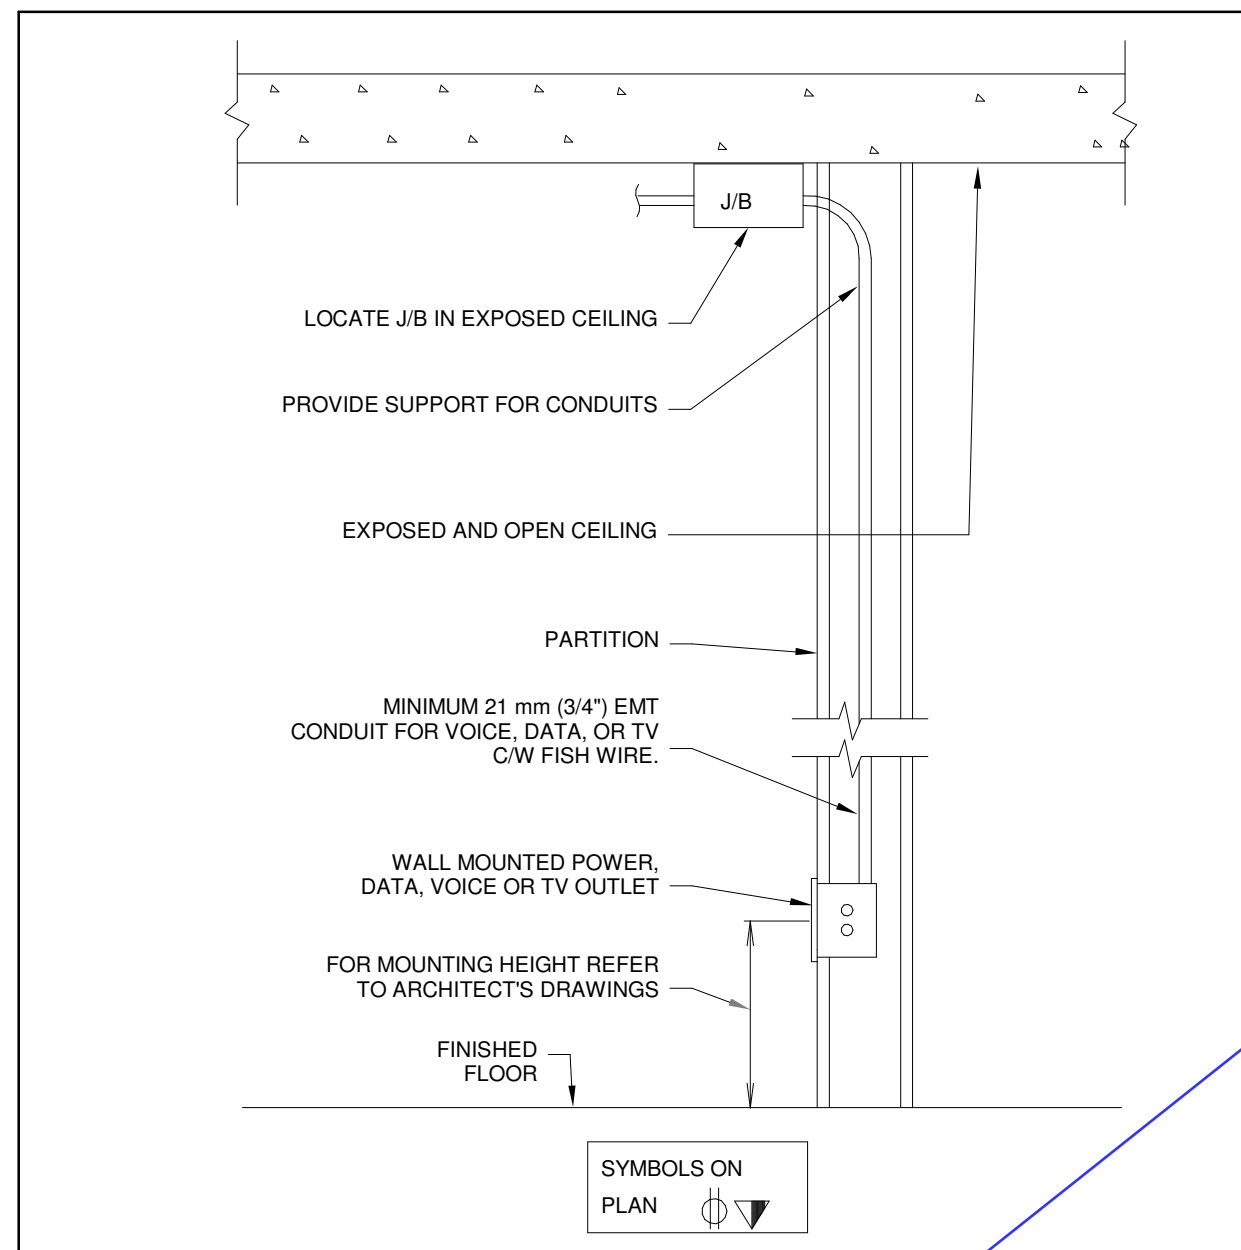 J/B
LOCATE J/B IN EXPOSED CEILING
PROVIDE SUPPORT FOR CONDUITS
EXPOSED AND OPEN CEILING
PARTITION
MINIMUM 21 mm (3/4") EMT
CONDUIT FOR VOICE, DATA, OR TV
C/W FISH WIRE.
WALL MOUNTED POWER,
DATA, VOICE OR TV OUTLET
FOR MOUNTING HEIGHT REFER
TO ARCHITECT'S DRAWINGS
FINISHED
FLOOR
SYMBOLS ON
PLAN